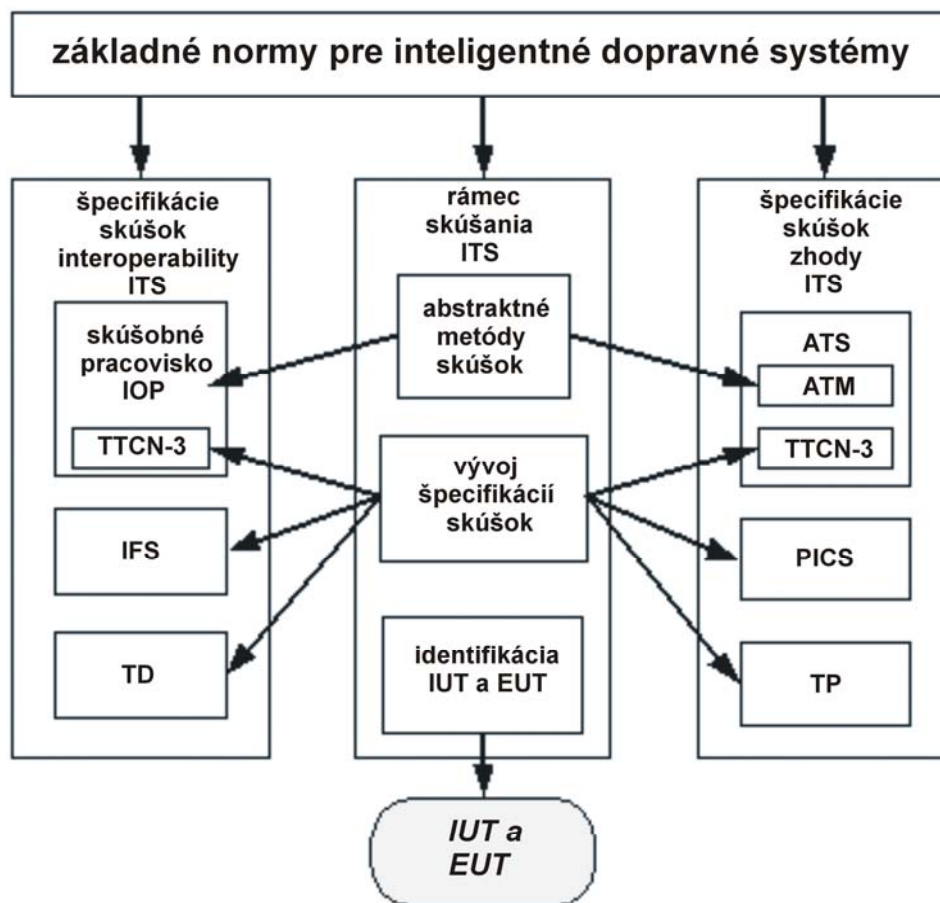 základné normy pre inteligentné dopravné systémy
špecifikácie
skúšok
interoperability
ITS
skúšobné
pracovisko
IOP
TTCN-3
IFS
TD
rámec
skúšania
ITS
abstraktné
metódy
skúšok
vývoj
špecifikácií
skúšok
identifikácia
IUT a EUT
IUT a
EUT
špecifikácie
skúšok
zhody
ITS
ATS
ATM
TTCN-3
PICS
TP